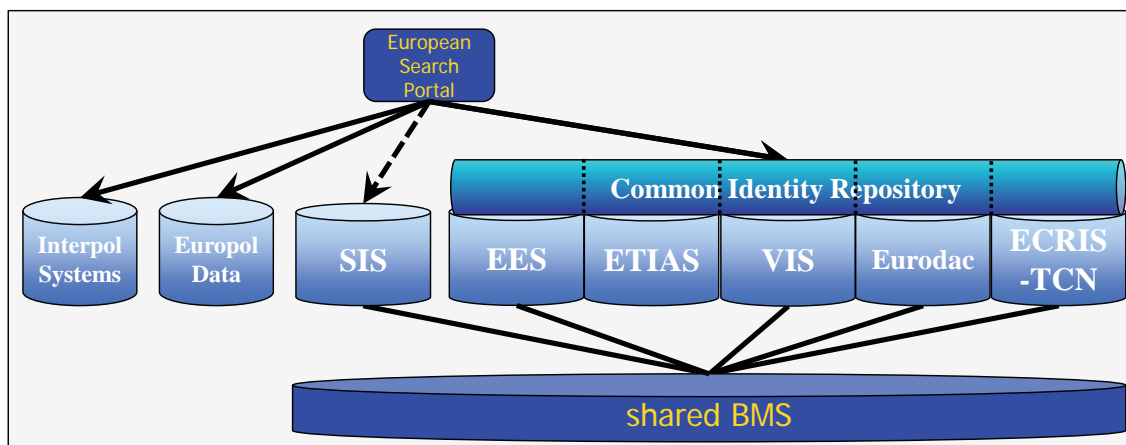 European
Search
Portal
Common Identity Repository
Interpol
Systems
Europol
Data
SIS
EES
ETIAS
VIS
Eurodac
ECRIS
-TCN
shared BMS